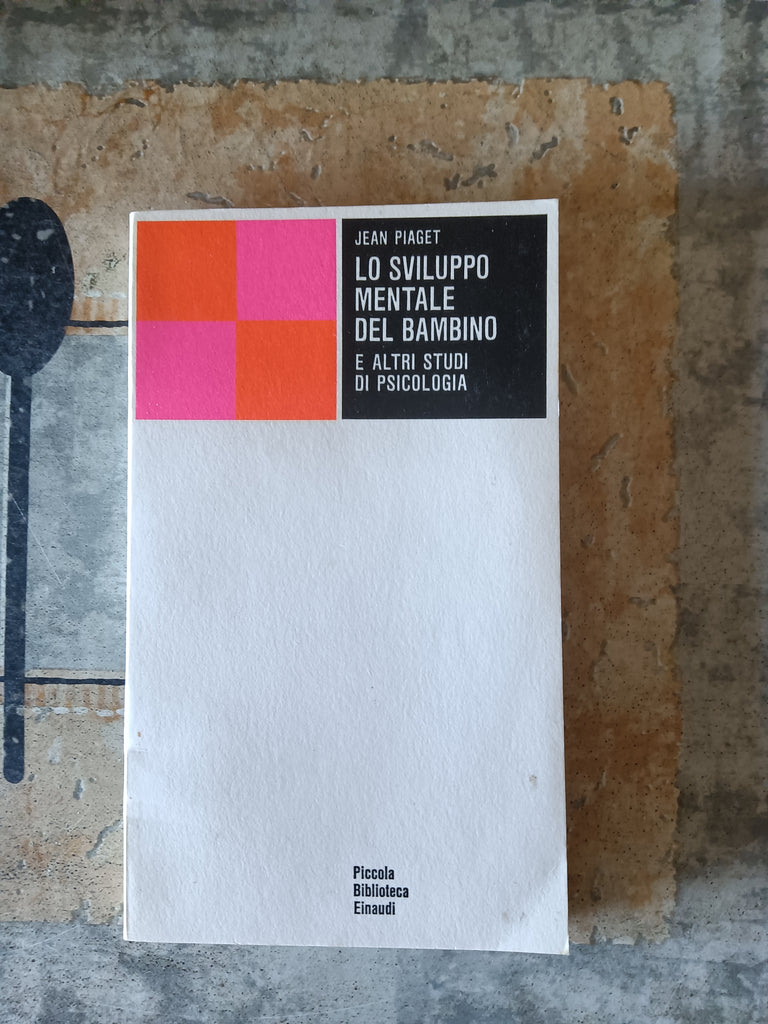 JEAN PIAGET
LO SVILUPPO
MENTALE
DEL BAMBINO
E ALTRI STUDI
DI PSICOLOGIA
Piccola
Biblioteca
Einaudi